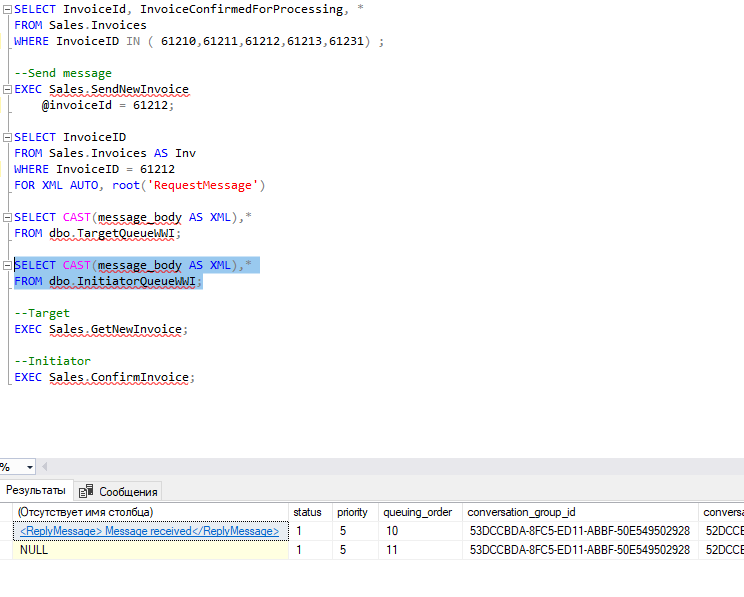 SELECT InvoiceId, InvoiceConfirmedForProcessing, *
FROM Sales.Invoices
WHERE InvoiceID IN ( 61210,61211,61212,61213,61231) ;
--Send message
EXEC Sales.SendNewInvoice
@invoiceId = 61212;
SELECT InvoiceID
FROM Sales.Invoices AS Inv
WHERE InvoiceID = 61212
FOR XML AUTO, root('RequestMessage')
SELECT CAST(message_body AS XML),*
FROM dbo.TargetQueueWWI;
SELECT CAST(message_body AS XML),*
FROM dbo.InitiatorQueueWWI;
--Target
EXEC Sales.GetNewInvoice;
--Initiator
EXEC Sales.ConfirmInvoice;
%
Результаты Сообщения
(Отсутствует имя столбца) status priority queuing_order conversation_group_id conversa
<ReplyMessage> Message received</ReplyMessage> 1 5 10 53DCCBDA-8FC5-ED11-ABBF-50E549502928 52DCCB
NULL 1 5 11 53DCCBDA-8FC5-ED11-ABBF-50E549502928 52DCCB